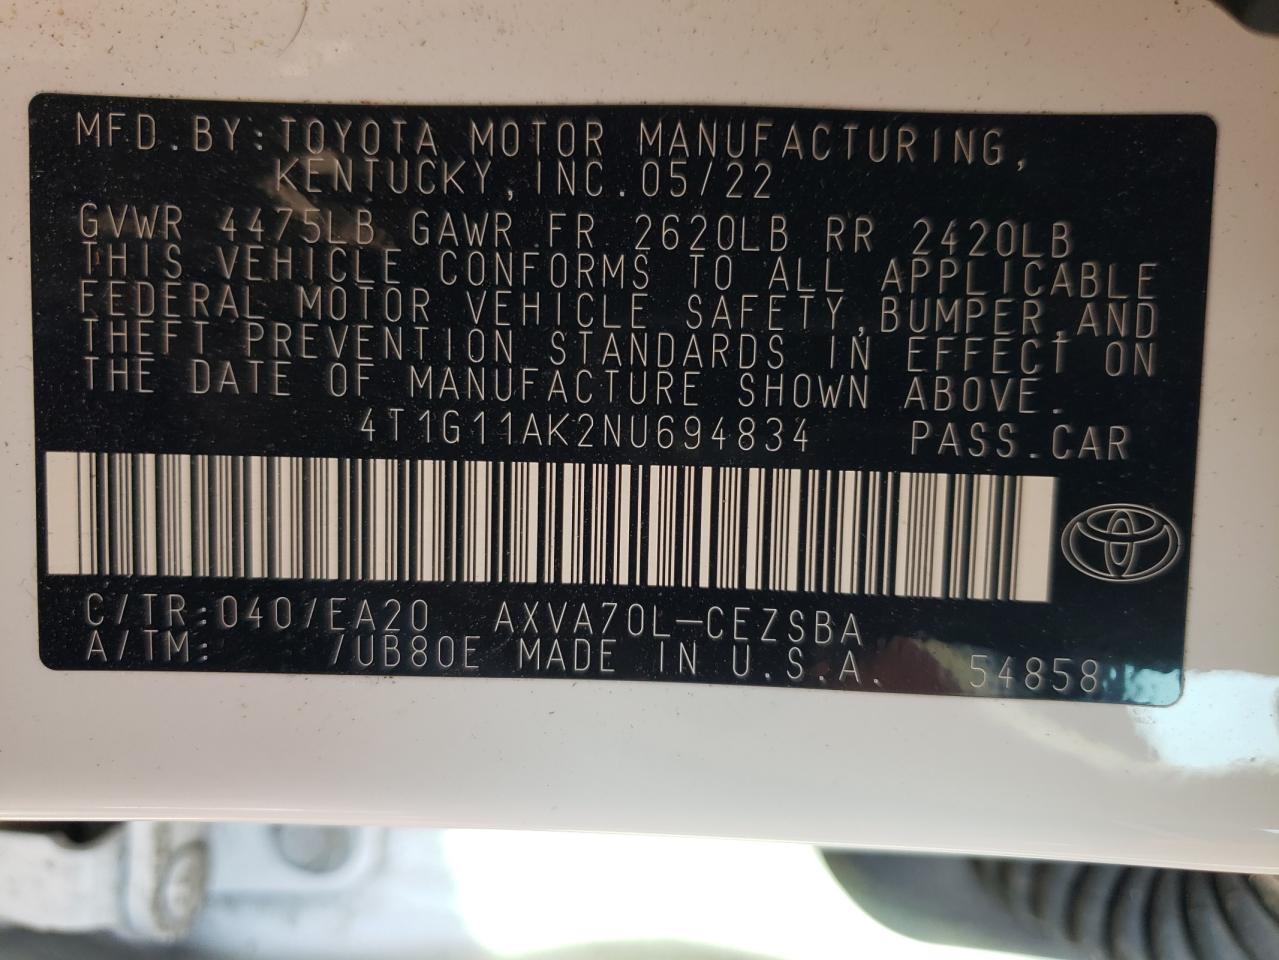 MFD.BY:TOYOTA MOTOR MANUFACTURING,
KENTUCKY,INC.05/22
GVWR 4475LB GAWR FR 2620LB RR 2420LB
THIS VEHICLE CONFORMS TO ALL APPLICABLE
FEDERAL MOTOR VEHICLE SAFETY,BUMPER,AND
THEFT PREVENTION STANDARDS IN EFFECT ON
THE DATE OF MANUFACTURE SHOWN ABOVE.
4T1G11AK2NU694834 PASS.CAR
C/TR:040/EA20 AXVA70L-CEZSBA
A/TM: /UB80E MADE IN U.S.A. 54858